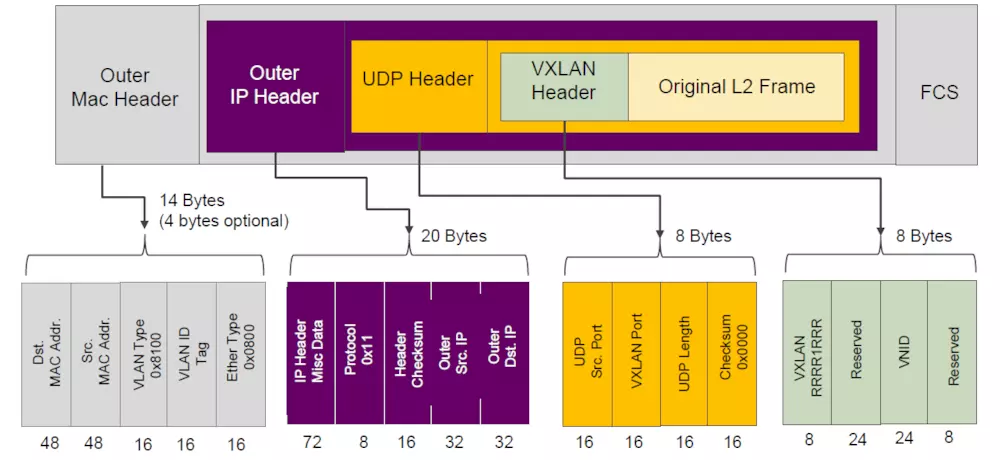 Outer
Mac Header
Outer
IP Header
UDP Header
VXLAN
Header
Original L2 Frame
FCS
14 Bytes
(4 bytes optional)
20 Bytes
8 Bytes
8 Bytes
Dst.
MAC Addr.
Src.
MAC Addr.
VLAN Type
0x8100
VLAN ID
Tag
Ether Type
0x0800
IP Header
Misc Data
Protocol
0x11
Header
Checksum
Outer
Src. IP
Outer
Dst. IP
UDP
Src. Port
VXLAN Port
UDP Length
Checksum
0x0000
VXLAN
RRRR1RRR
Reserved
VNID
Reserved
48 48 16 16 16
72 8 16 32 32
16 16 16 16
8 24 24 8